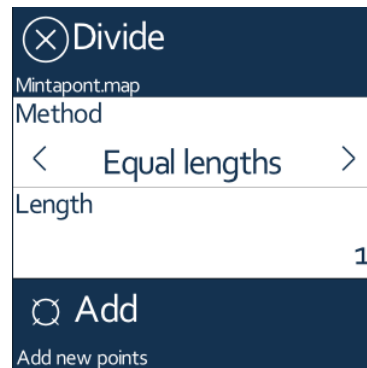 Divide
Mintapont.map
Method
Equal lengths
Length
1
Add
Add new points